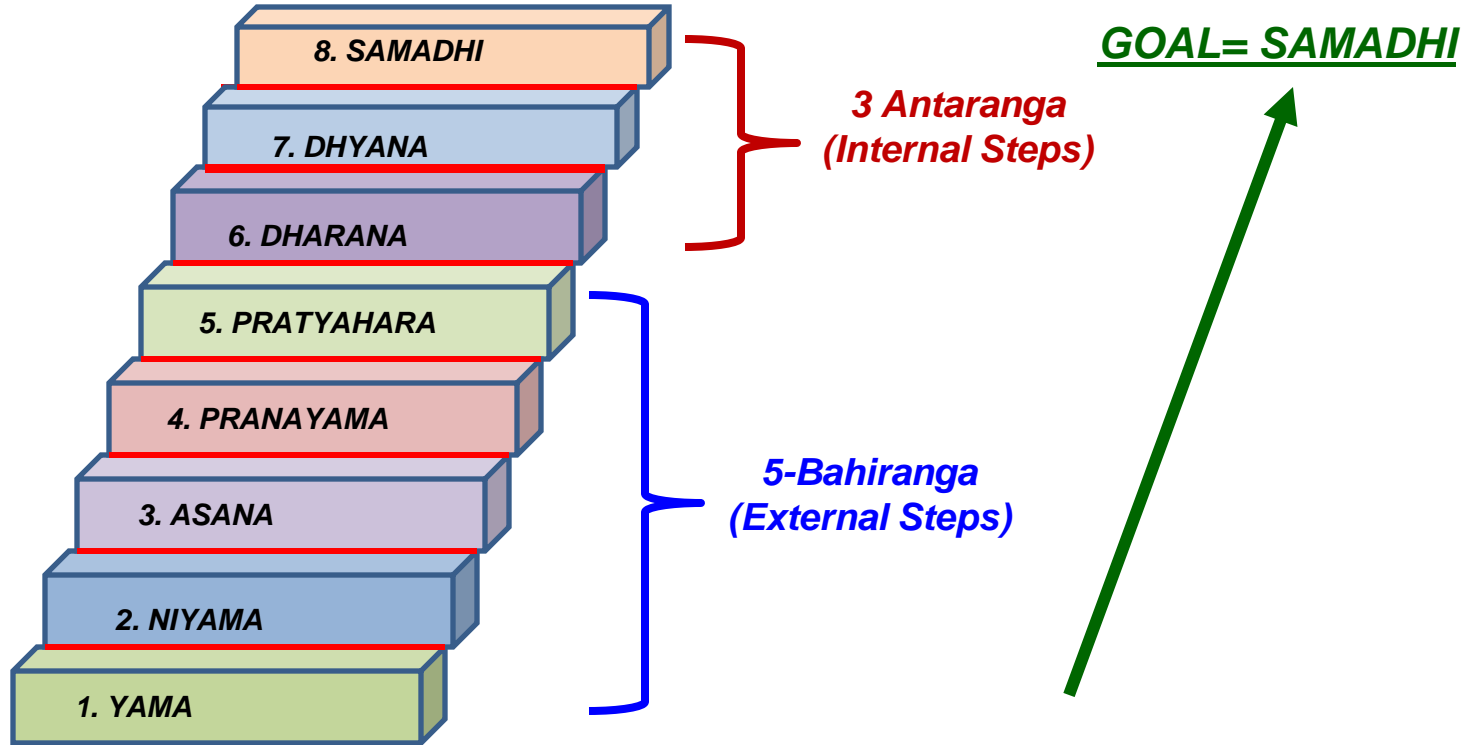 8. SAMADHI
7. DHYANA
6. DHARANA
5. PRATYAHARA
4. PRANAYAMA
3. ASANA
2. NIYAMA
1. YAMA
3 Antaranga
(Internal Steps)
5-Bahiranga
(External Steps)
GOAL= SAMADHI